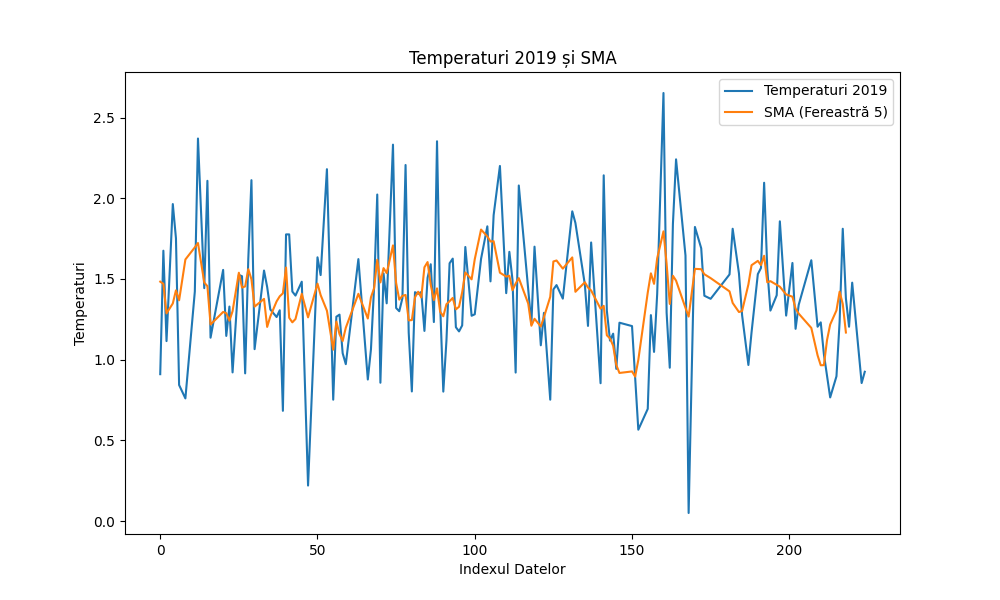 Temperaturi 2019 și SMA
Temperaturi 2019
SMA (Fereastră 5)
Temperaturi
2.5
2.0
1.5
1.0
0.5
0.0
0
50
100
150
200
Indexul Datelor